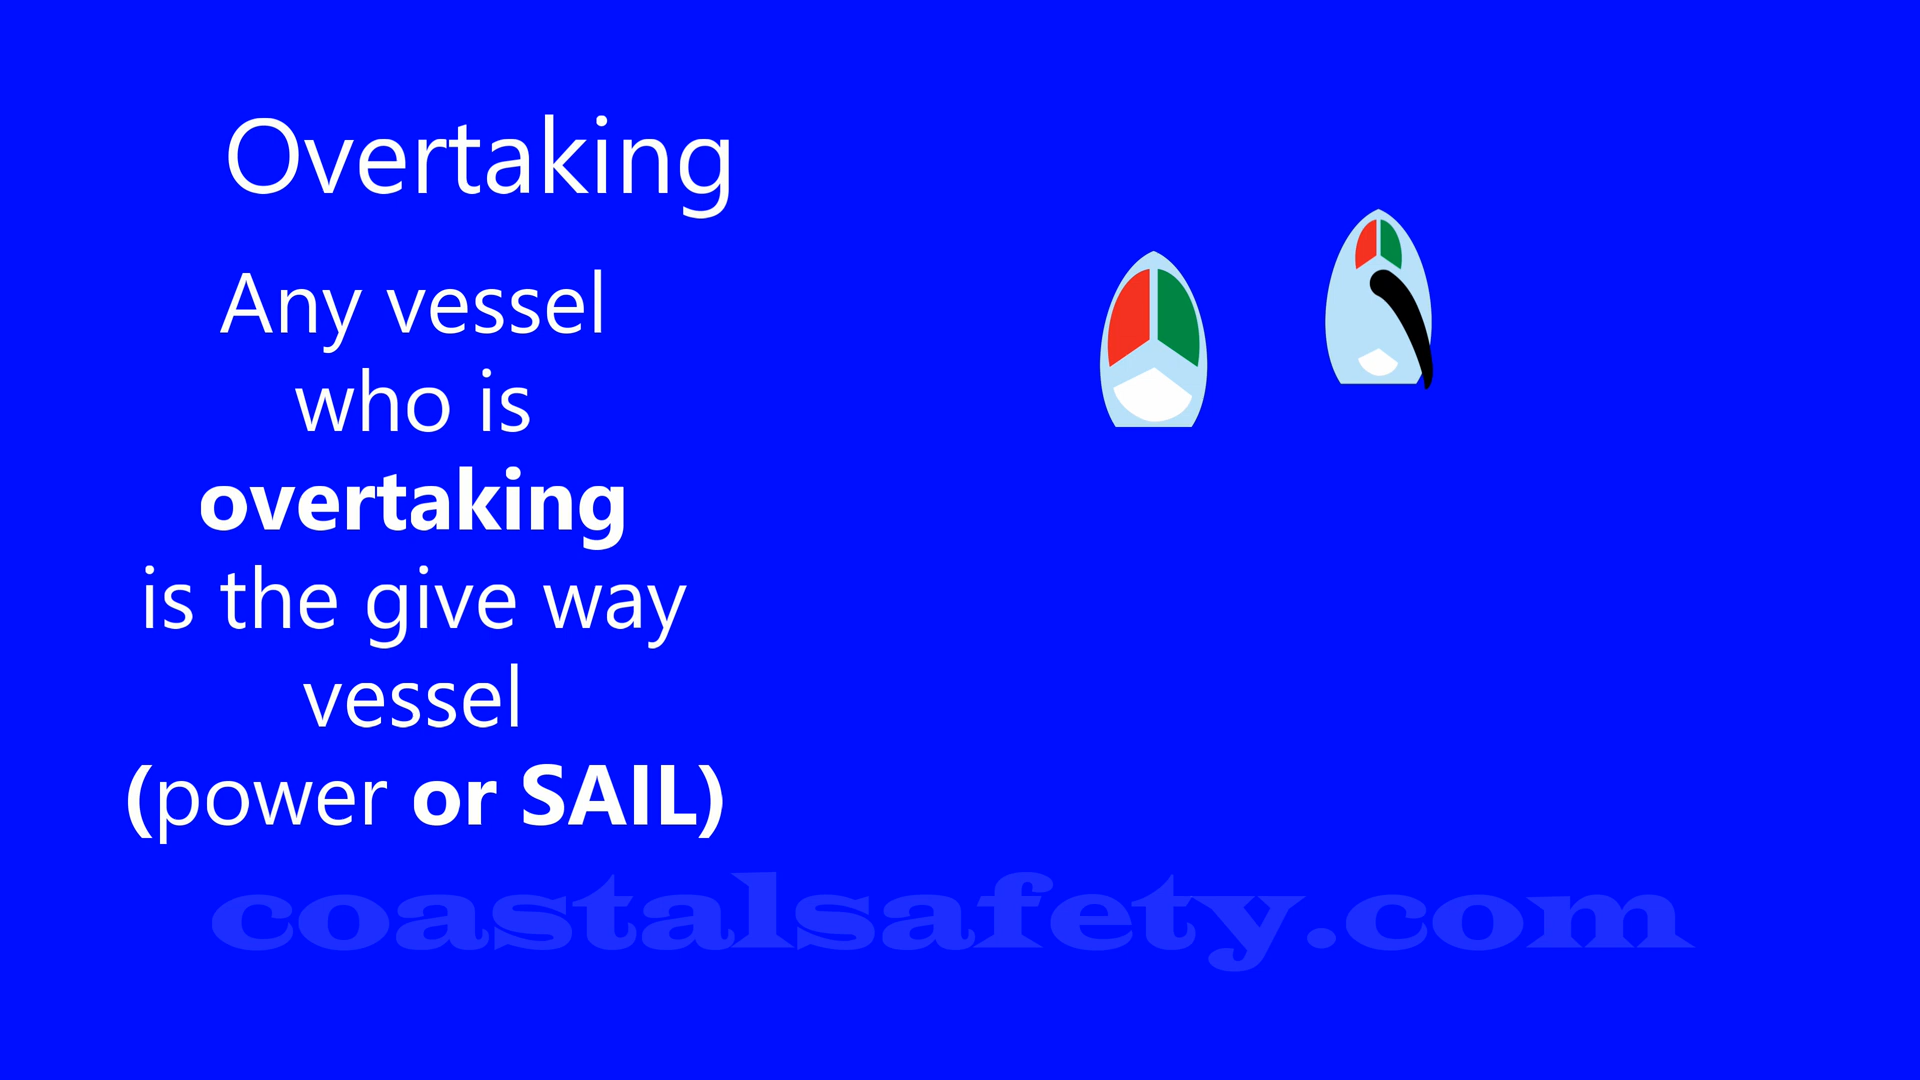 Overtaking
Any vessel
who is
overtaking
is the give way
vessel
(power or SAIL)
coastalsafety.com